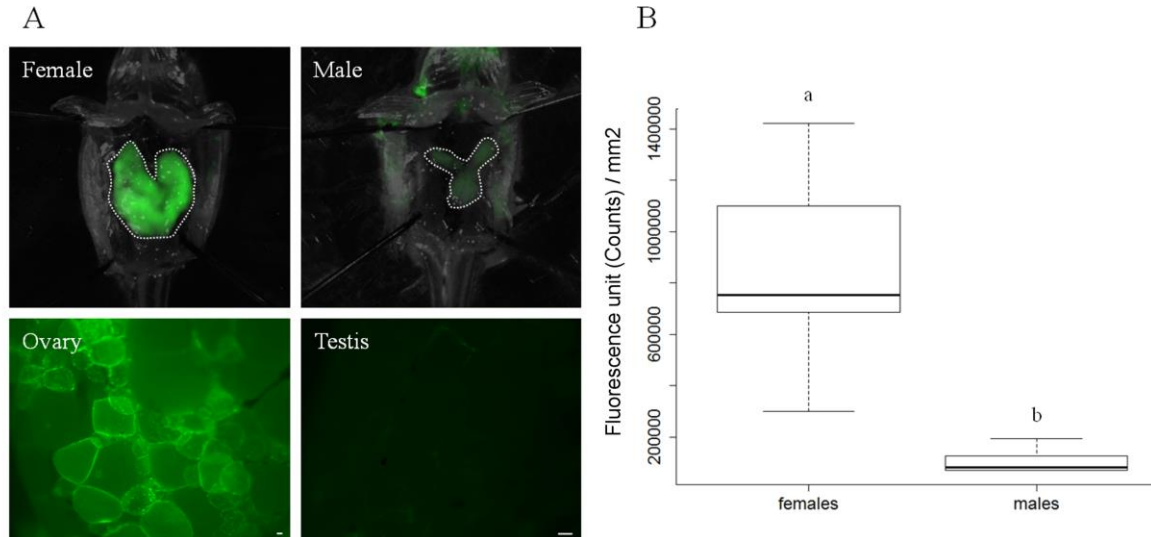 A
B
Female
Male
Ovary
Testis
Fluorescence unit (Counts) / mm2
1400000
1000000
600000
200000
a
b
females
males